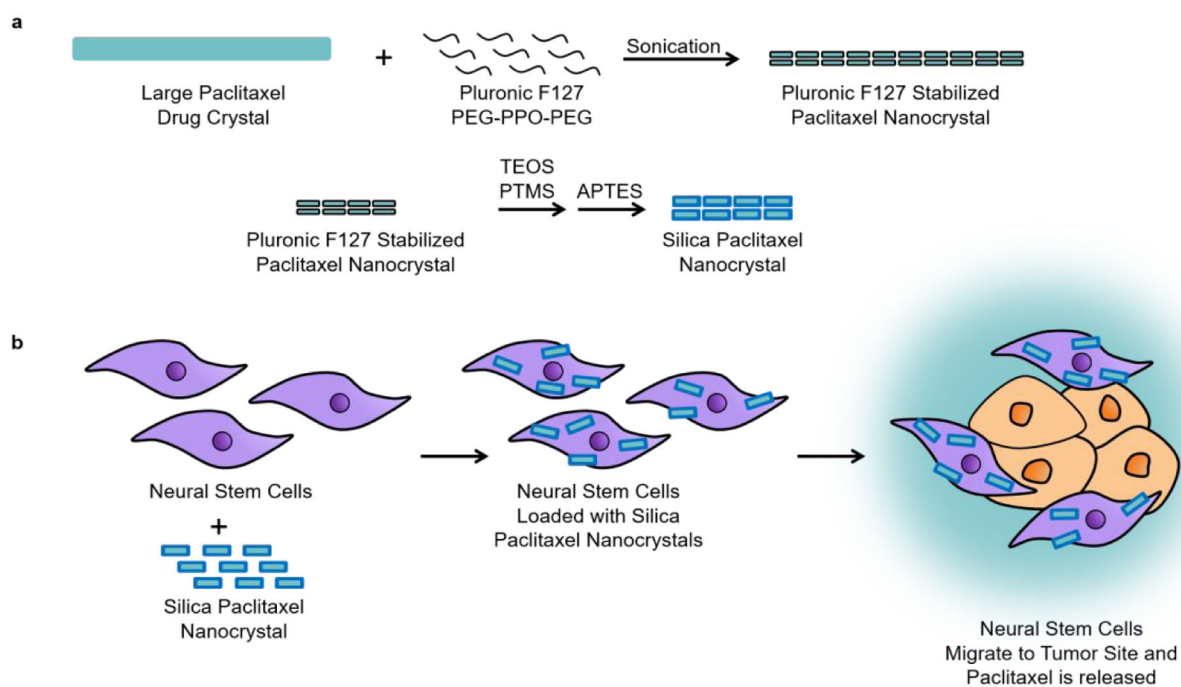 a
Large Paclitaxel
Drug Crystal
+
Pluronic F127
PEG-PPO-PEG
Sonication
Pluronic F127 Stabilized
Paclitaxel Nanocrystal
Pluronic F127 Stabilized
Paclitaxel Nanocrystal
TEOS
PTMS
APTES
Silica Paclitaxel
Nanocrystal
b
Neural Stem Cells
+
Silica Paclitaxel
Nanocrystal
Neural Stem Cells
Loaded with Silica
Paclitaxel Nanocrystals
Neural Stem Cells
Migrate to Tumor Site and
Paclitaxel is released